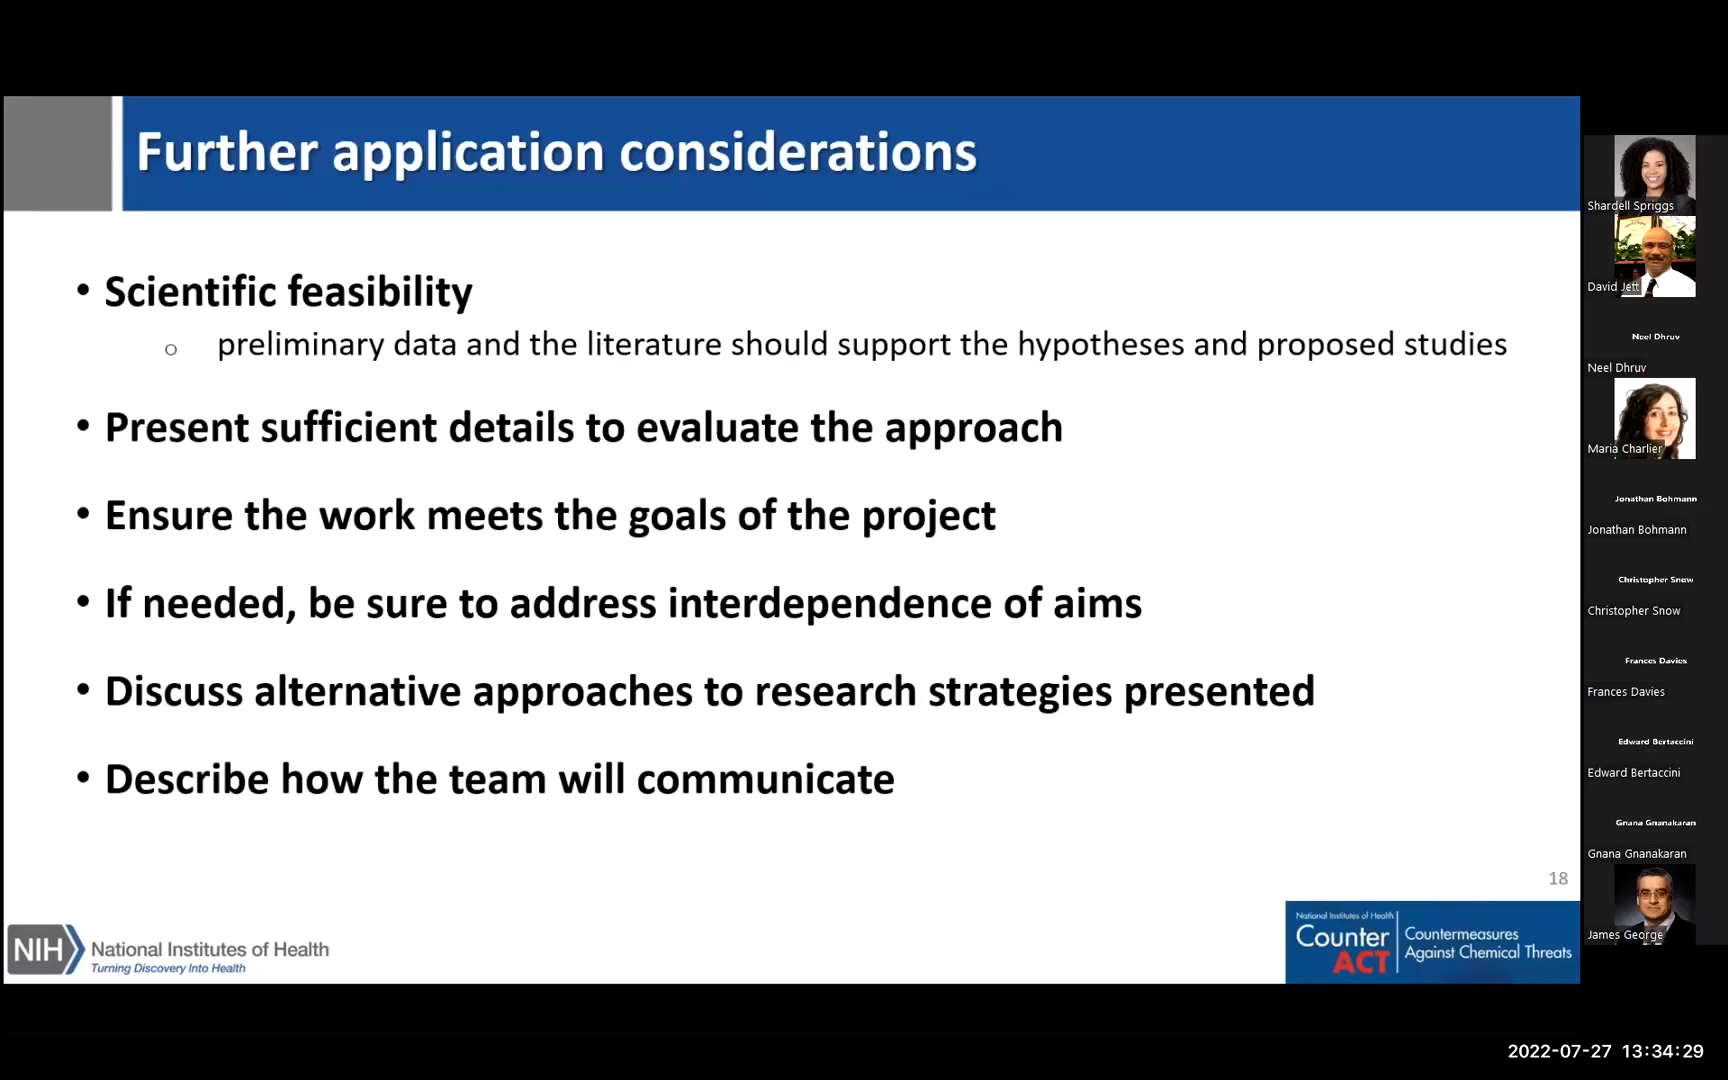 Further application considerations
• Scientific feasibility
o preliminary data and the literature should support the hypotheses and proposed studies
• Present sufficient details to evaluate the approach
• Ensure the work meets the goals of the project
• If needed, be sure to address interdependence of aims
• Discuss alternative approaches to research strategies presented
• Describe how the team will communicate
18
NIH
National Institutes of Health
Turning Discovery Into Health
National Institutes of Health
Counter
ACT
Countermeasures
Against Chemical Threats
Shardell Spriggs
David Jett
Neel Dhruv
Neel Dhruv
Maria Charlier
Jonathan Bohmann
Jonathan Bohmann
Christopher Snow
Christopher Snow
Frances Davies
Frances Davies
Edward Bertaccini
Edward Bertaccini
Gnana Gnanakaran
Gnana Gnanakaran
James George
2022-07-27 13:34:29